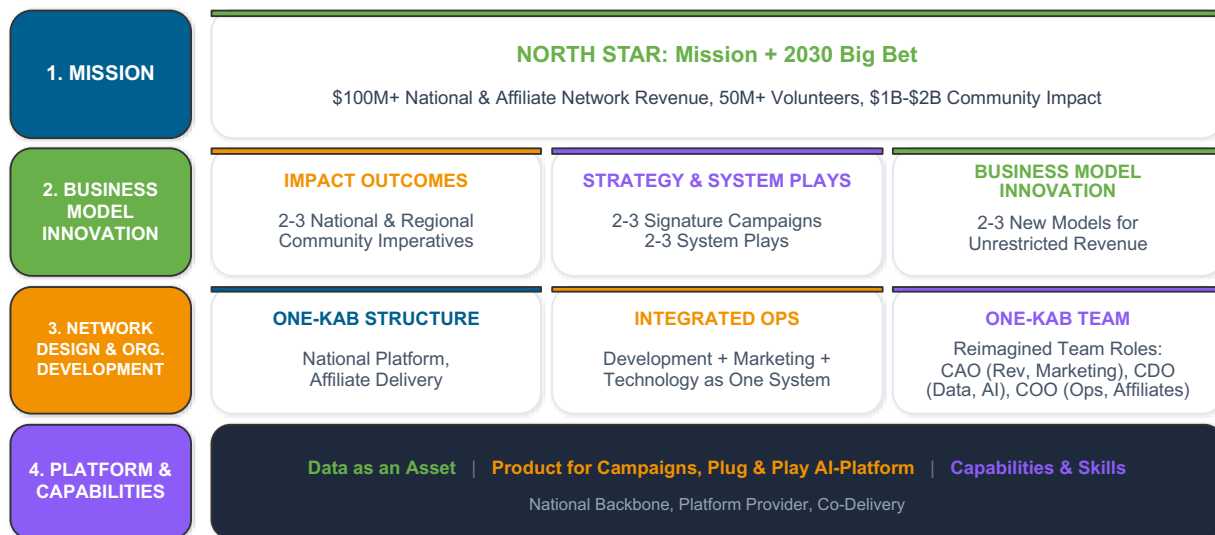 1. MISSION
NORTH STAR: Mission + 2030 Big Bet
$100M+ National & Affiliate Network Revenue, 50M+ Volunteers, $1B-$2B Community Impact
2. BUSINESS
MODEL
INNOVATION
IMPACT OUTCOMES
2-3 National & Regional
Community Imperatives
STRATEGY & SYSTEM PLAYS
2-3 Signature Campaigns
2-3 System Plays
BUSINESS MODEL
INNOVATION
2-3 New Models for
Unrestricted Revenue
3. NETWORK
DESIGN & ORG.
DEVELOPMENT
ONE-KAB STRUCTURE
National Platform,
Affiliate Delivery
INTEGRATED OPS
Development + Marketing +
Technology as One System
ONE-KAB TEAM
Reimagined Team Roles:
CAO (Rev, Marketing), CDO
(Data, AI), COO (Ops, Affiliates)
4. PLATFORM &
CAPABILITIES
Data as an Asset | Product for Campaigns, Plug & Play AI-Platform | Capabilities & Skills
National Backbone, Platform Provider, Co-Delivery